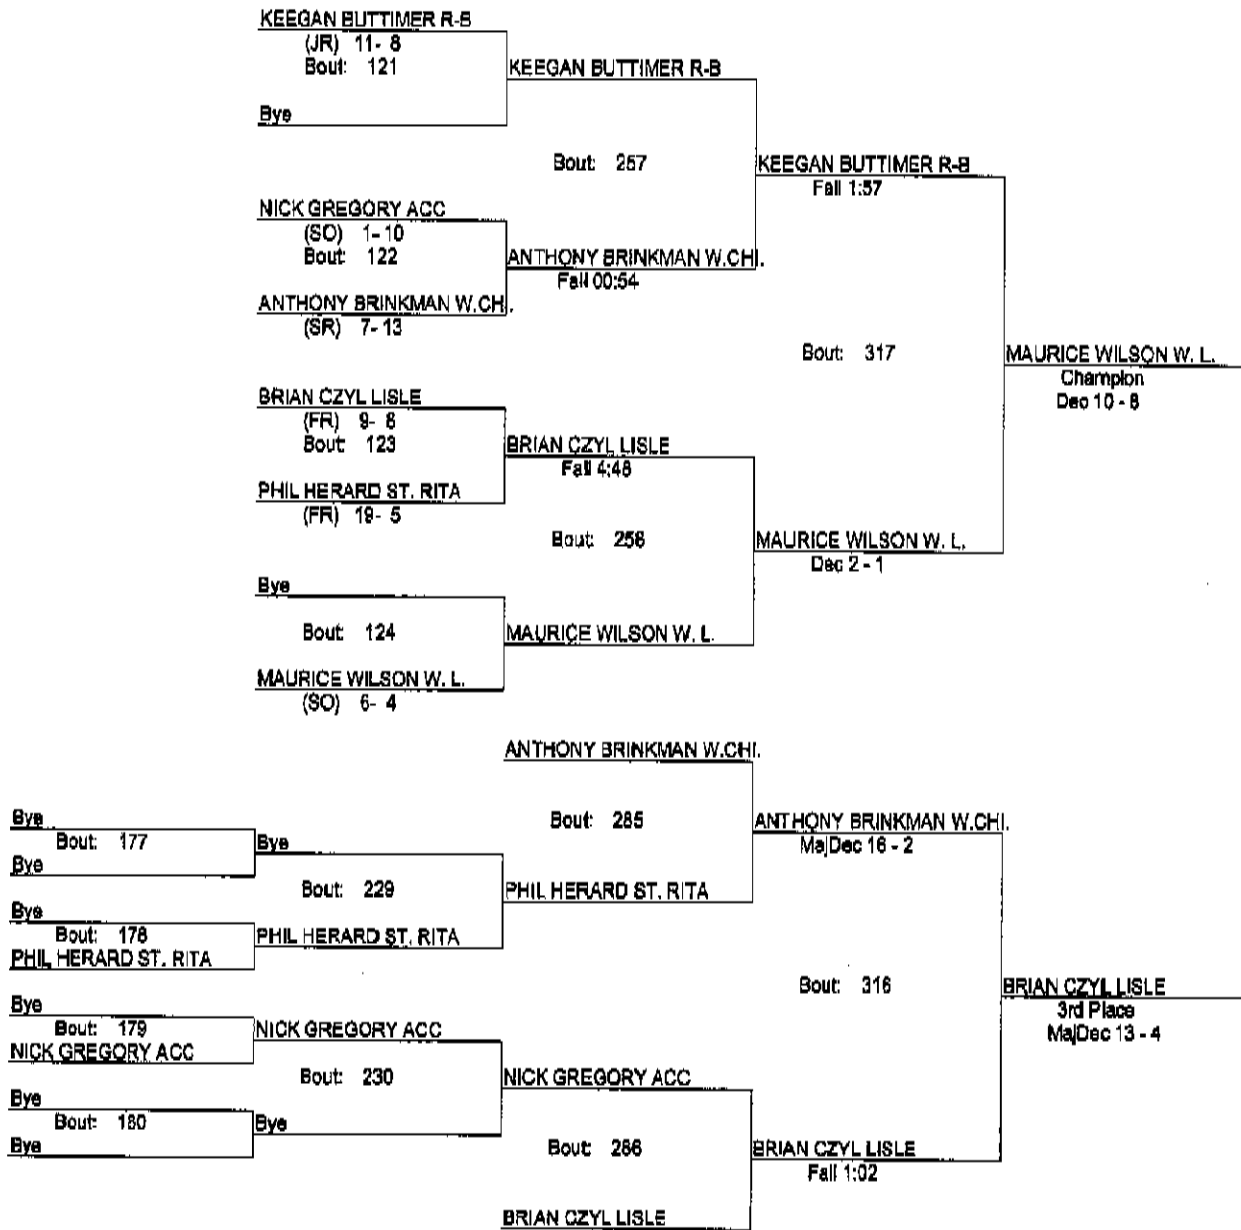 KEEGAN BUTTIMER R-B
(JR) 11- 8
Bout: 121
KEEGAN BUTTIMER R-B
Bye
Bout: 257
KEEGAN BUTTIMER R-B
Fall 1:57
NICK GREGORY ACC
(SO) 1- 10
Bout: 122
ANTHONY BRINKMAN W.CHI.
Fall 00:54
ANTHONY BRINKMAN W.CHI.
(SR) 7- 13
Bout: 317
MAURICE WILSON W. L.
Champion
Dec 10 - 8
BRIAN CZYL LISLE
(FR) 9- 8
Bout: 123
BRIAN CZYL LISLE
Fall 4:48
PHIL HERARD ST. RITA
(FR) 19- 5
Bout: 258
MAURICE WILSON W. L.
Dec 2 - 1
Bye
Bout: 124
MAURICE WILSON W. L.
MAURICE WILSON W. L.
(SO) 6- 4
ANTHONY BRINKMAN W.CHI.
Bout: 285
ANTHONY BRINKMAN W.CHI.
MajDec 16 - 2
Bye
Bout: 177
Bye
Bye
Bout: 229
PHIL HERARD ST. RITA
Bye
Bout: 178
PHIL HERARD ST. RITA
PHIL HERARD ST. RITA
Bout: 316
BRIAN CZYL LISLE
3rd Place
MajDec 13 - 4
Bye
Bout: 179
NICK GREGORY ACC
NICK GREGORY ACC
Bout: 230
NICK GREGORY ACC
Bye
Bout: 180
Bye
Bye
Bout: 286
BRIAN CZYL LISLE
Fall 1:02
BRIAN CZYL LISLE